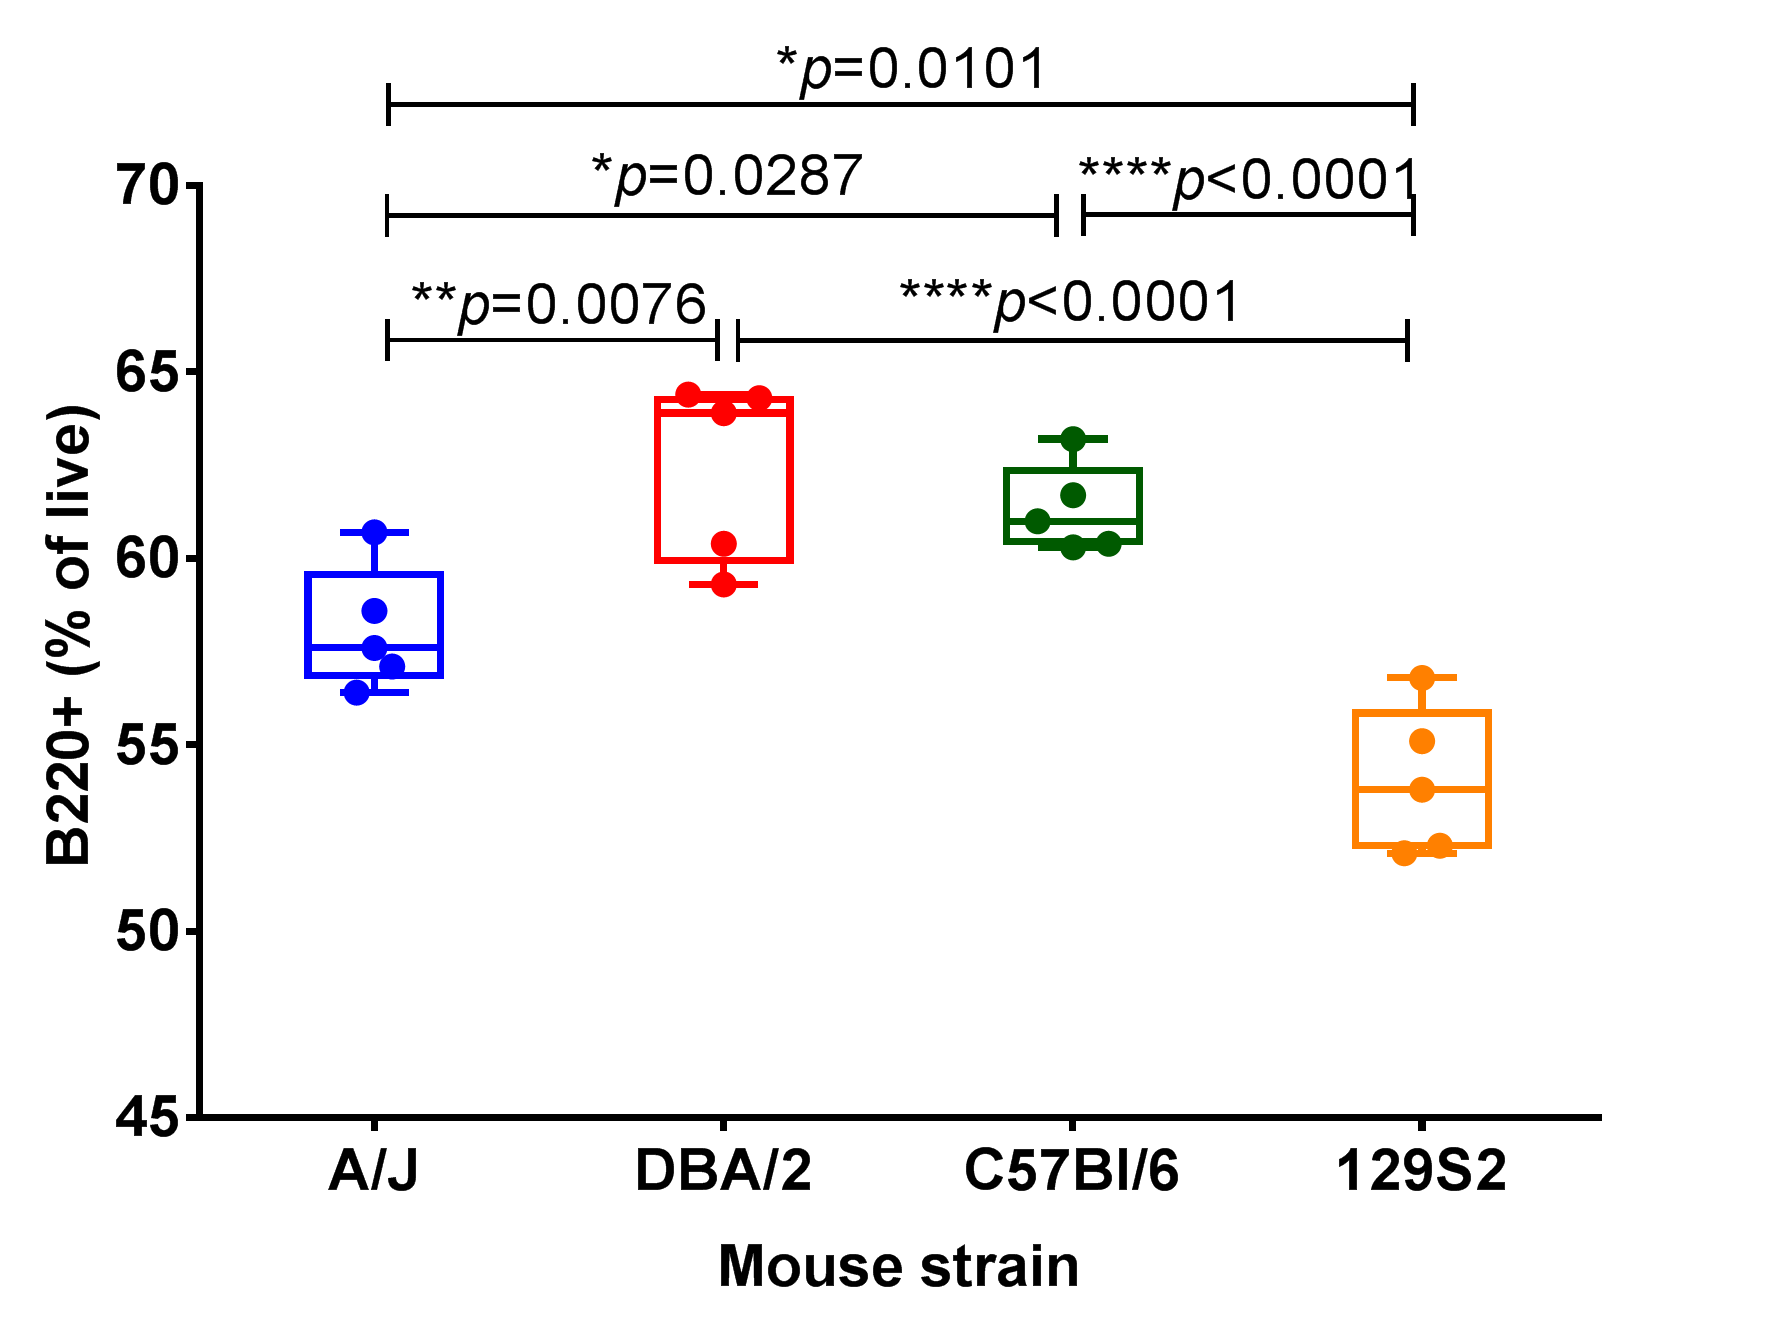 *p=0.0101
*p=0.0287
****p<0.0001
**p=0.0076
****p<0.0001
70
65
60
55
50
45
B220+ (% of live)
A/J
DBA/2
C57Bl/6
129S2
Mouse strain